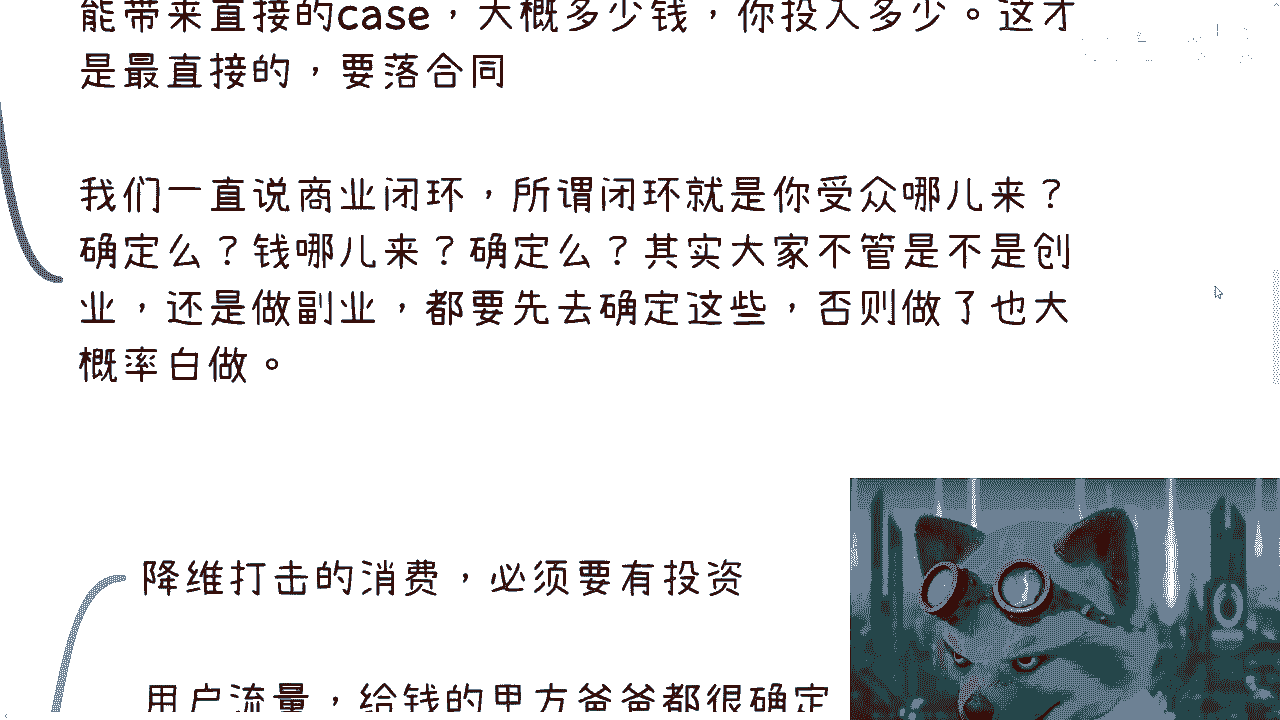 能带来直接的case，大概多少钱，你投入多少。这才
是最直接的，要落合同
我们一直说商业闭环，所谓闭环就是你受众哪儿来？
确定么？钱哪儿来？确定么？其实大家不管是不是创
业，还是做副业，都要先去确定这些，否则做了也大
概率白做。
降维打击的消费，必须要有投资
用户流量，给钱的甲方爸爸都很确定